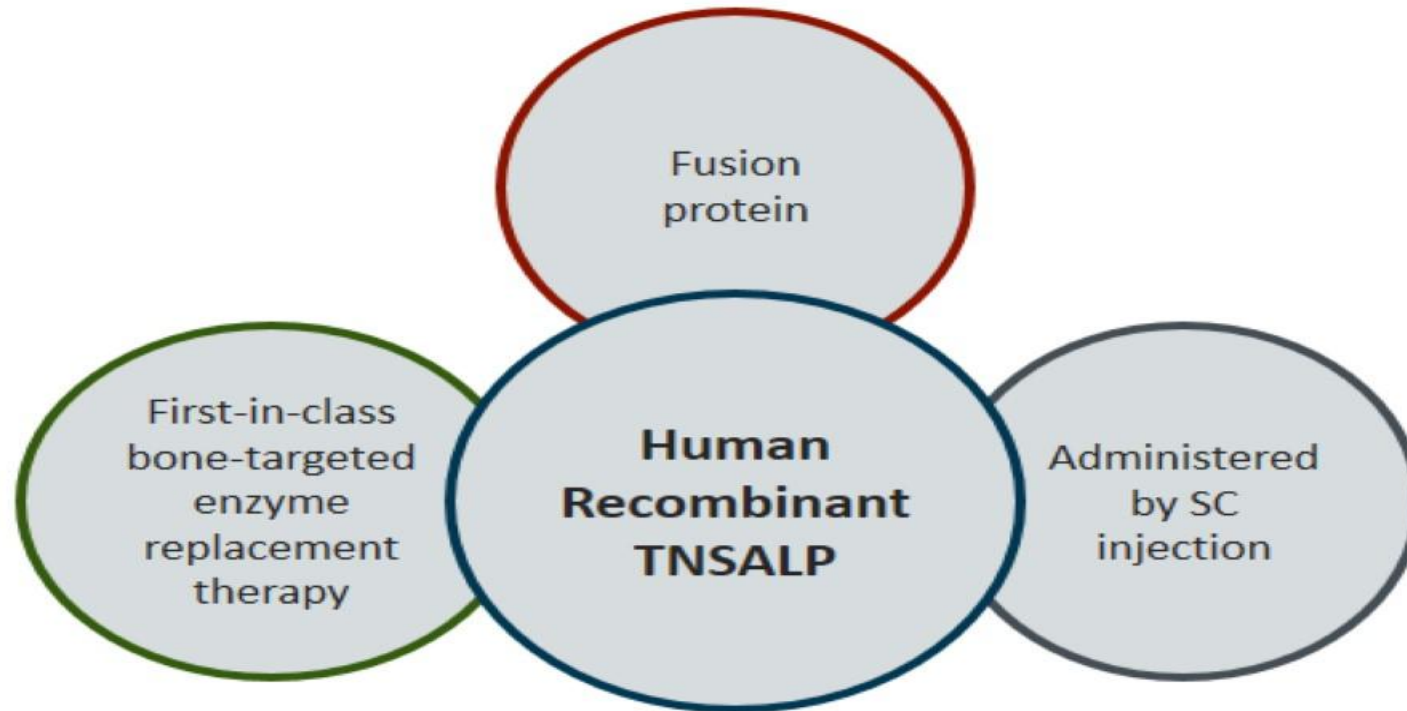 Fusion
protein
First-in-class
bone-targeted
enzyme
replacement
therapy
Human
Recombinant
TNSALP
Administered
by SC
injection